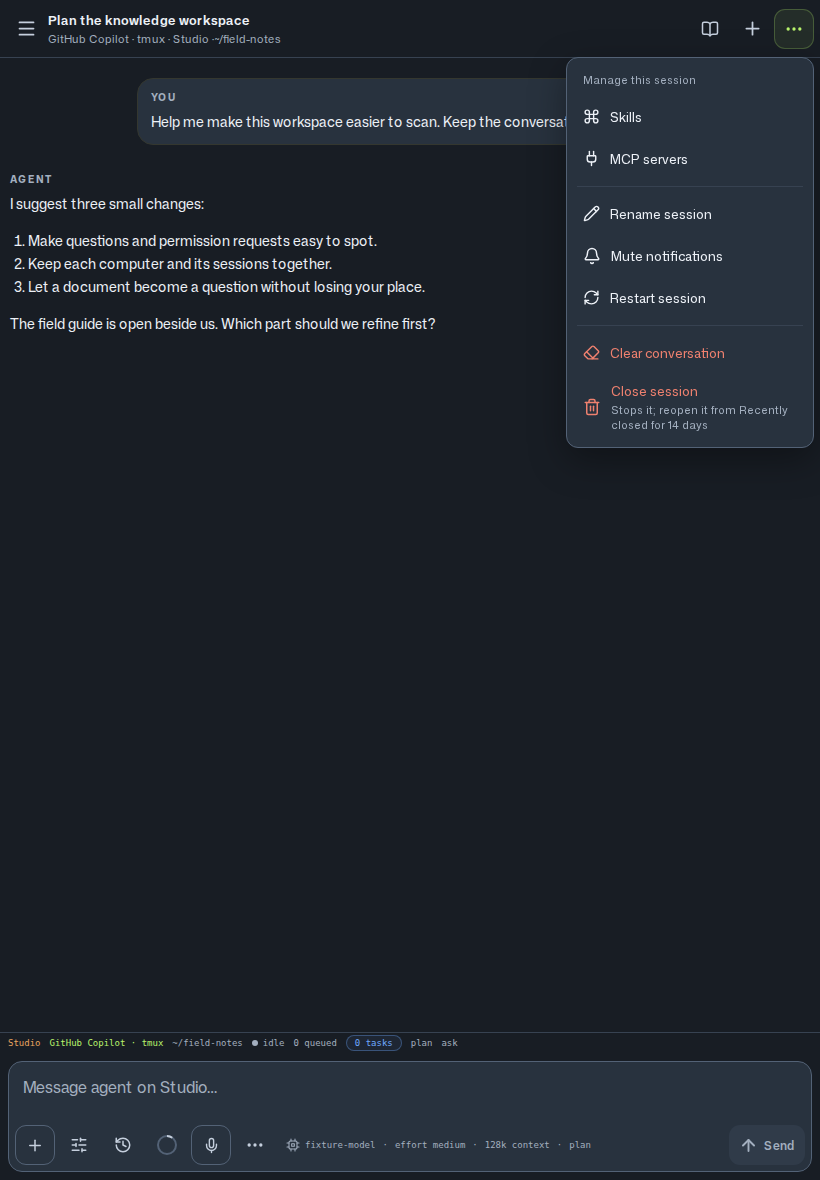 Plan the knowledge workspace
GitHub Copilot · tmux · Studio ·~/field-notes
Manage this session
Skills
MCP servers
Rename session
Mute notifications
Restart session
Clear conversation
Close session
Stops it; reopen it from Recently
closed for 14 days
YOU
Help me make this workspace easier to scan. Keep the
AGENT
I suggest three small changes:
1. Make questions and permission requests easy to spot.
2. Keep each computer and its sessions together.
3. Let a document become a question without losing your place.
The field guide is open beside us. Which part should we refine first?
Studio GitHub Copilot · tmux ~/field-notes idle 0 queued 0 tasks plan ask
Message agent on Studio...
fixture-model · effort medium · 128k context · plan
Send